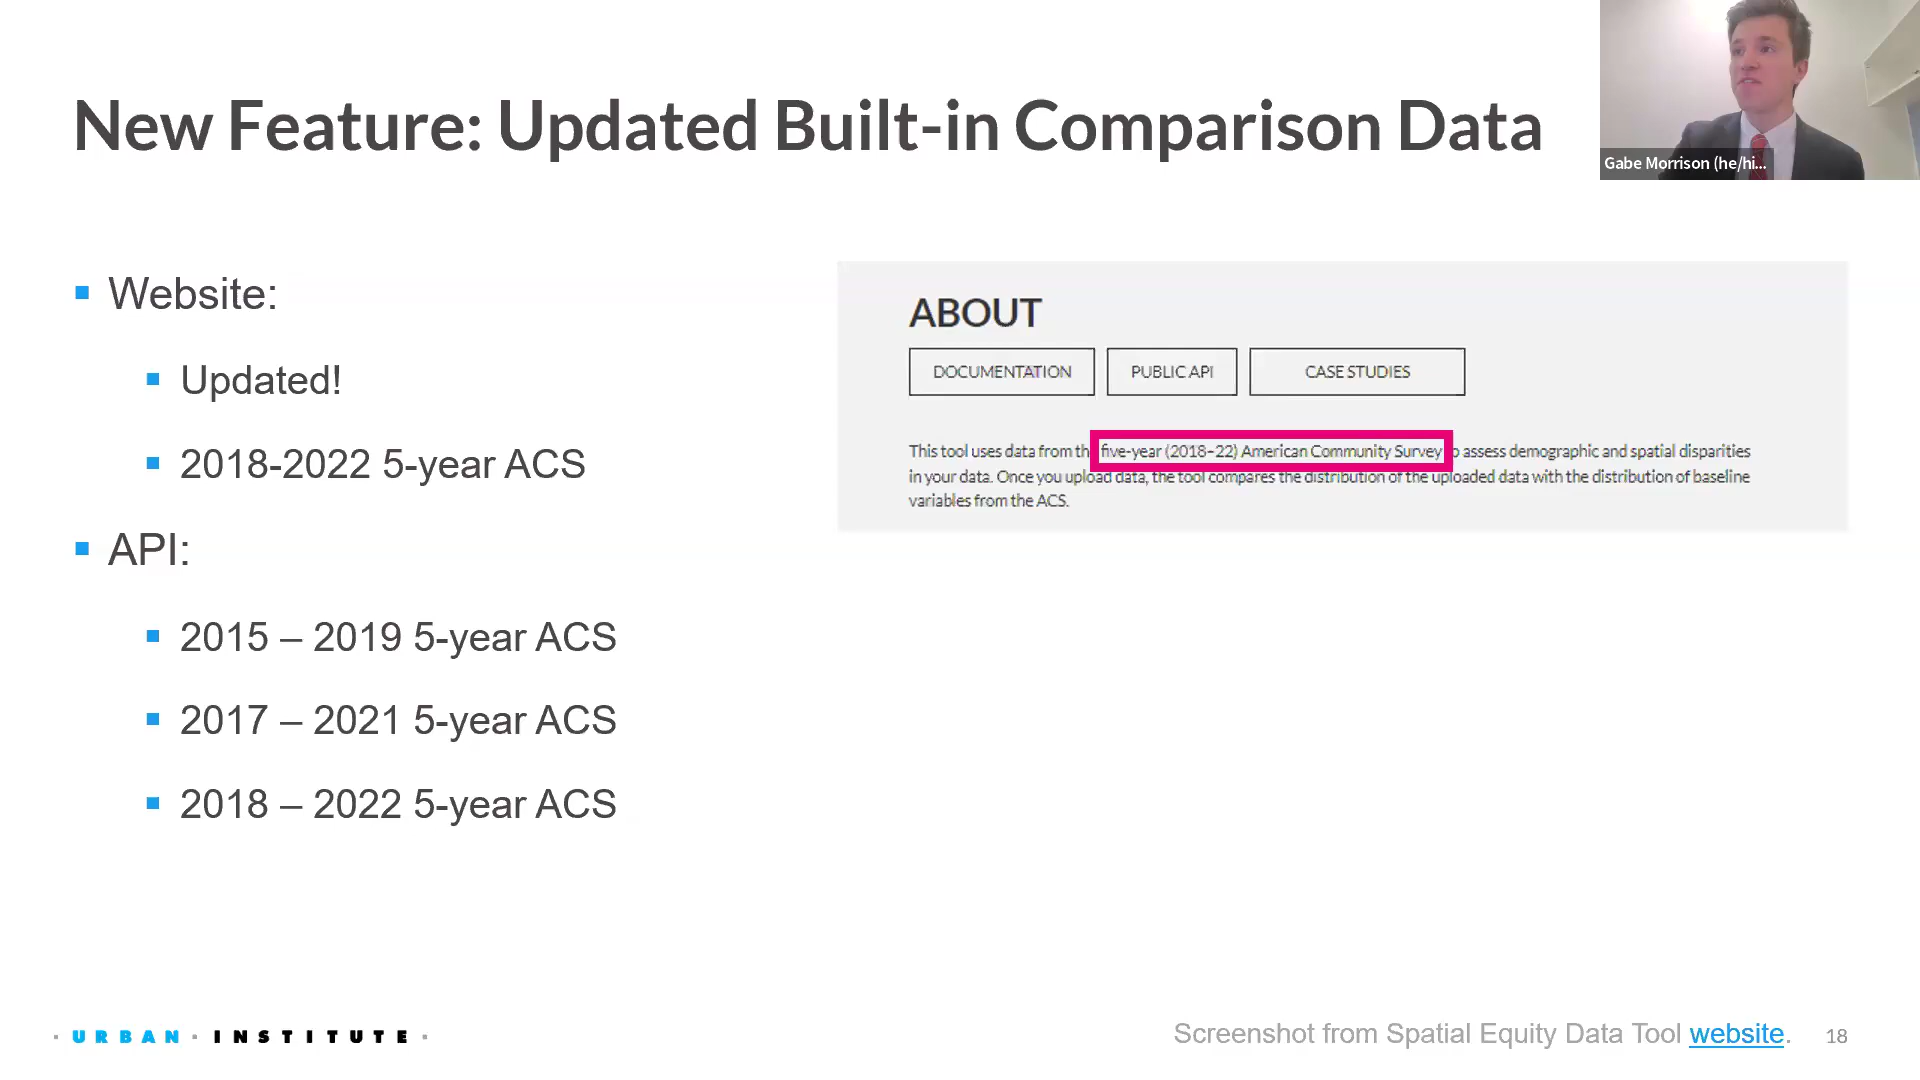 New Feature: Updated Built-in Comparison Data
Gabe Morrison (he/hi...
Website:
Updated!
2018-2022 5-year ACS
API:
2015 – 2019 5-year ACS
2017 – 2021 5-year ACS
2018 – 2022 5-year ACS
ABOUT
DOCUMENTATION PUBLIC API CASE STUDIES
This tool uses data from th five-year (2018–22) American Community Survey o assess demographic and spatial disparities
in your data. Once you upload data, the tool compares the distribution of the uploaded data with the distribution of baseline
variables from the ACS.
URBAN · INSTITUTE
Screenshot from Spatial Equity Data Tool website. 18